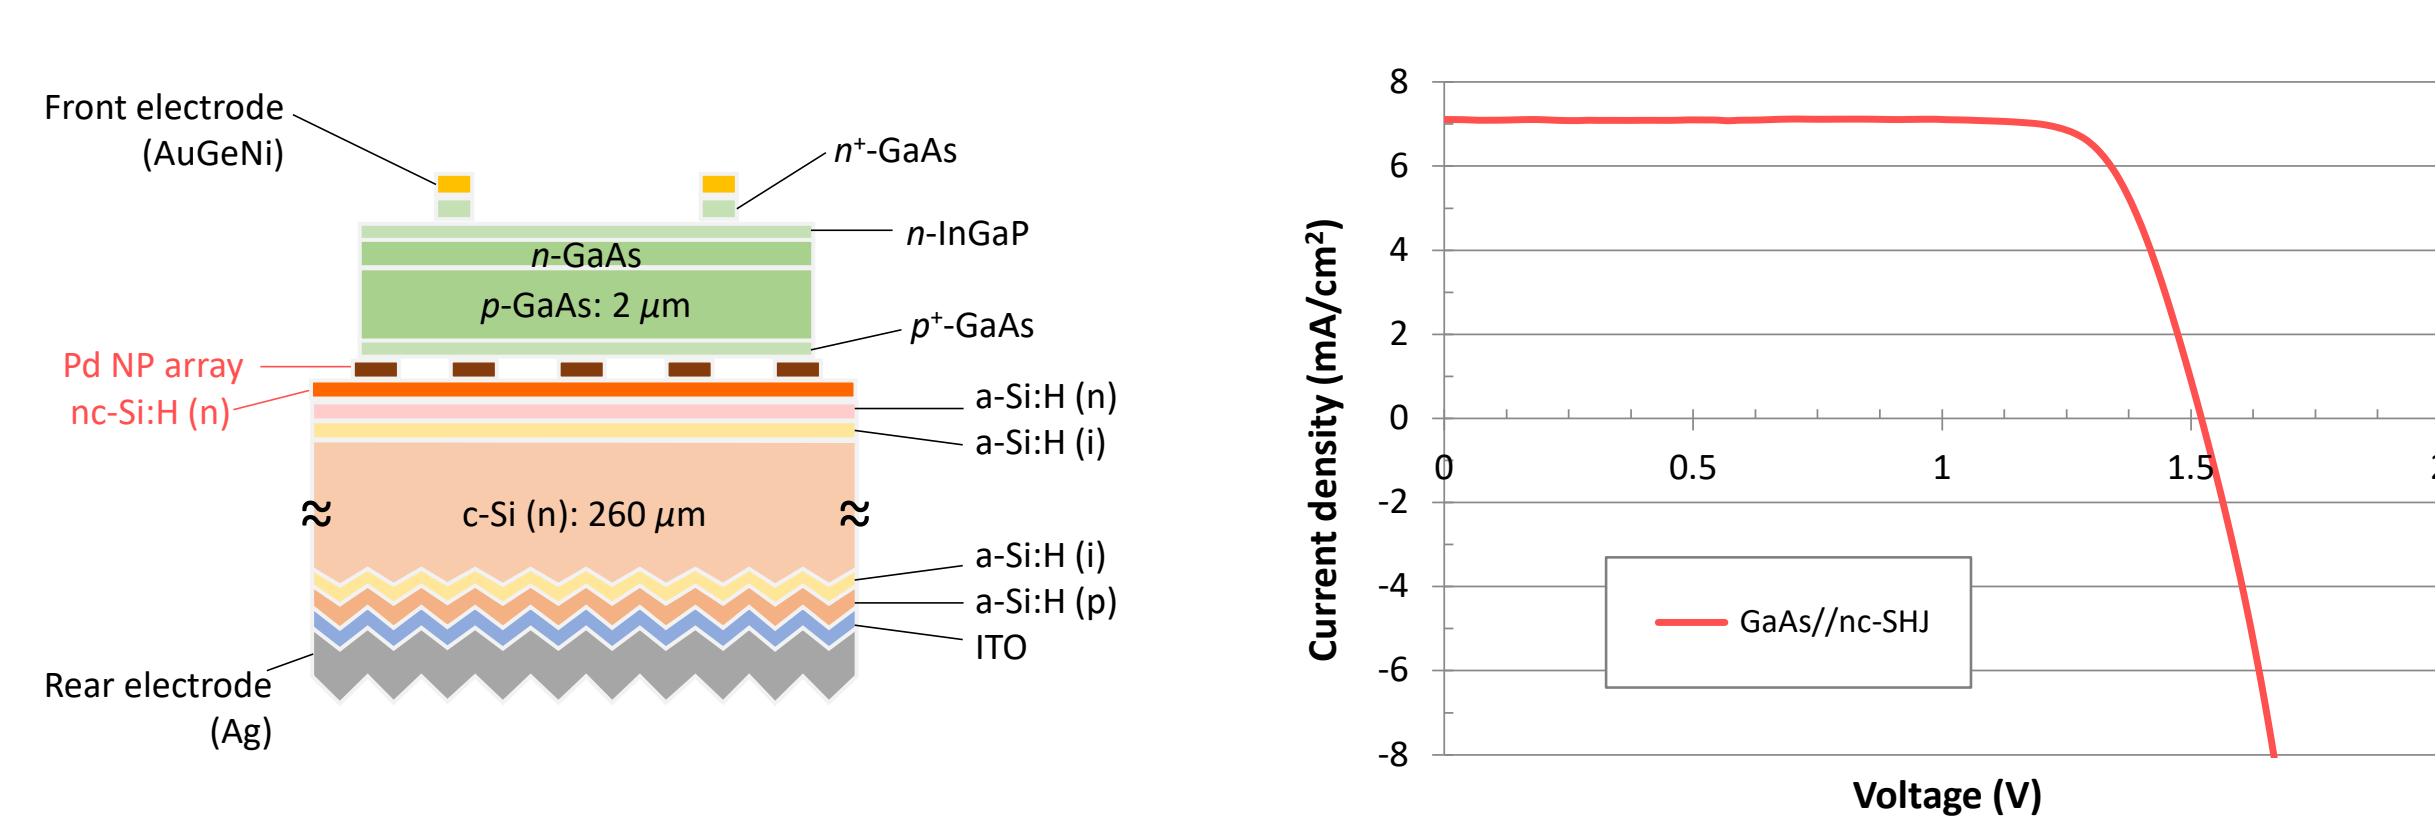 Front electrode
(AuGeNi)
n⁺-GaAs
n-InGaP
n-GaAs
p-GaAs: 2 μm
p⁺-GaAs
Pd NP array
nc-Si:H (n)
a-Si:H (n)
a-Si:H (i)
≈ c-Si (n): 260 μm ≈
a-Si:H (i)
a-Si:H (p)
ITO
Rear electrode
(Ag)
Current density (mA/cm²)
8
6
4
2
0
-2
-4
-6
-8
0 0.5 1 1.5
GaAs//nc-SHJ
Voltage (V)